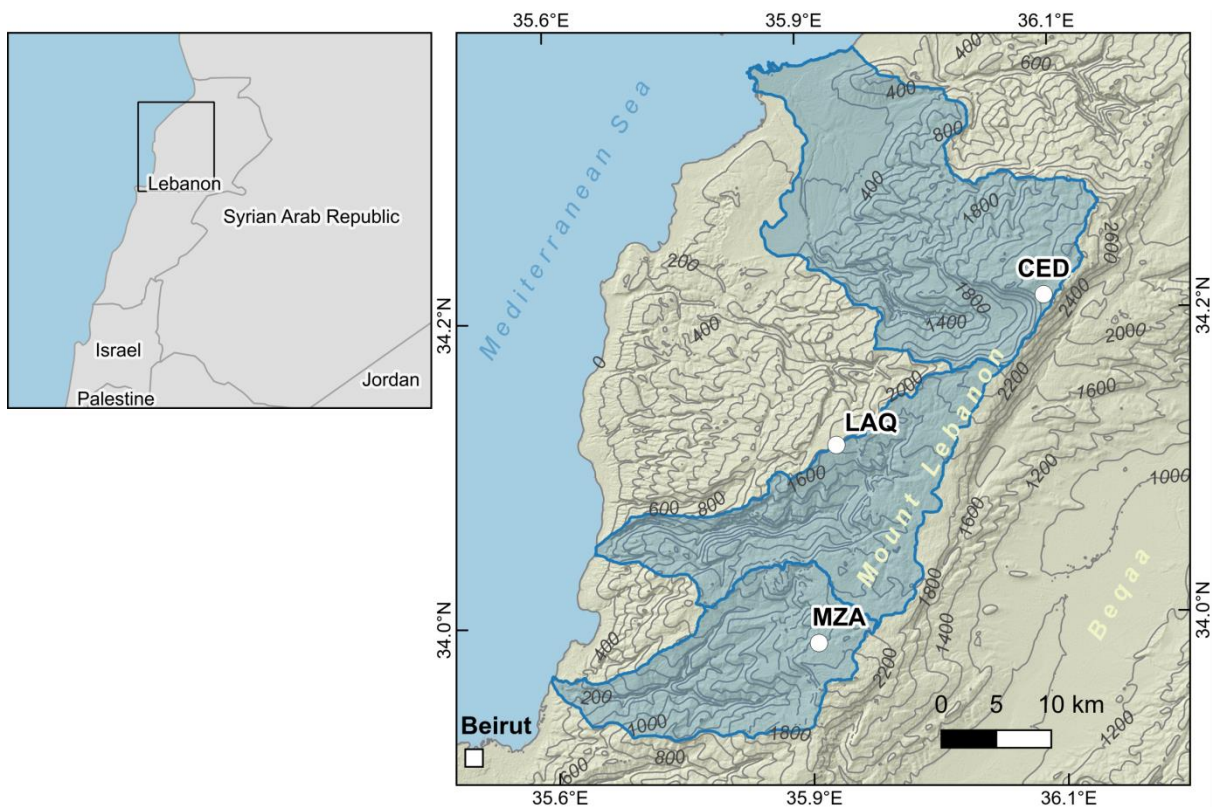 Lebanon
Syrian Arab Republic
Israel
Palestine
Jordan
35.6°E
35.9°E
36.1°E
400
600
400
800
2600
1800
400
Mediterranean Sea
CED
200
1800
2400
34.2°N
34.2°N
400
1400
2000
0
2000
2200
1600
LAQ
Mount Lebanon
1200
1000
1600
600
800
1600
Beqaa
1800
MZA
34.0°N
34.0°N
400
1400
2200
200
0 5 10 km
1000
1800
Beirut
1200
800
600
35.6°E
35.9°E
36.1°E